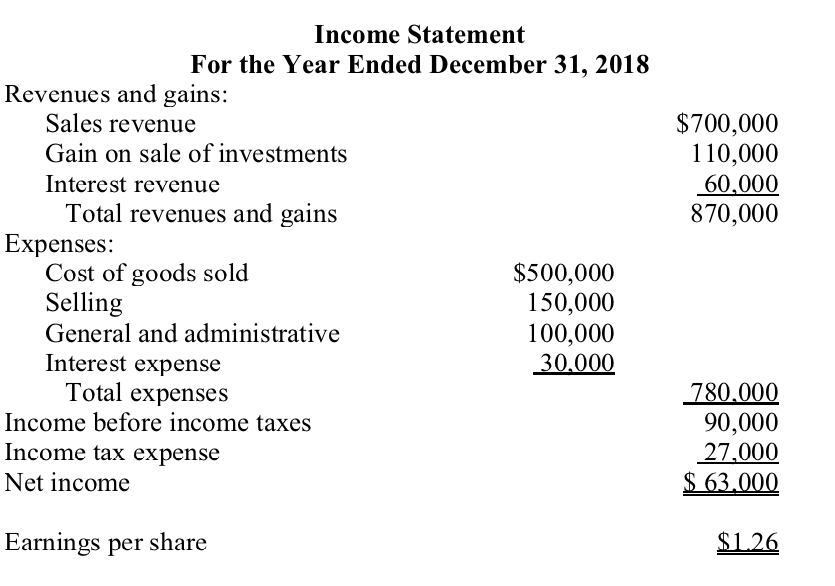 Income Statement
For the Year Ended December 31, 2018
Revenues and gains:
Sales revenue $700,000
Gain on sale of investments 110,000
Interest revenue 60,000
Total revenues and gains 870,000
Expenses:
Cost of goods sold $500,000
Selling 150,000
General and administrative 100,000
Interest expense 30,000
Total expenses 780,000
Income before income taxes 90,000
Income tax expense 27,000
Net income $ 63,000
Earnings per share $1.26